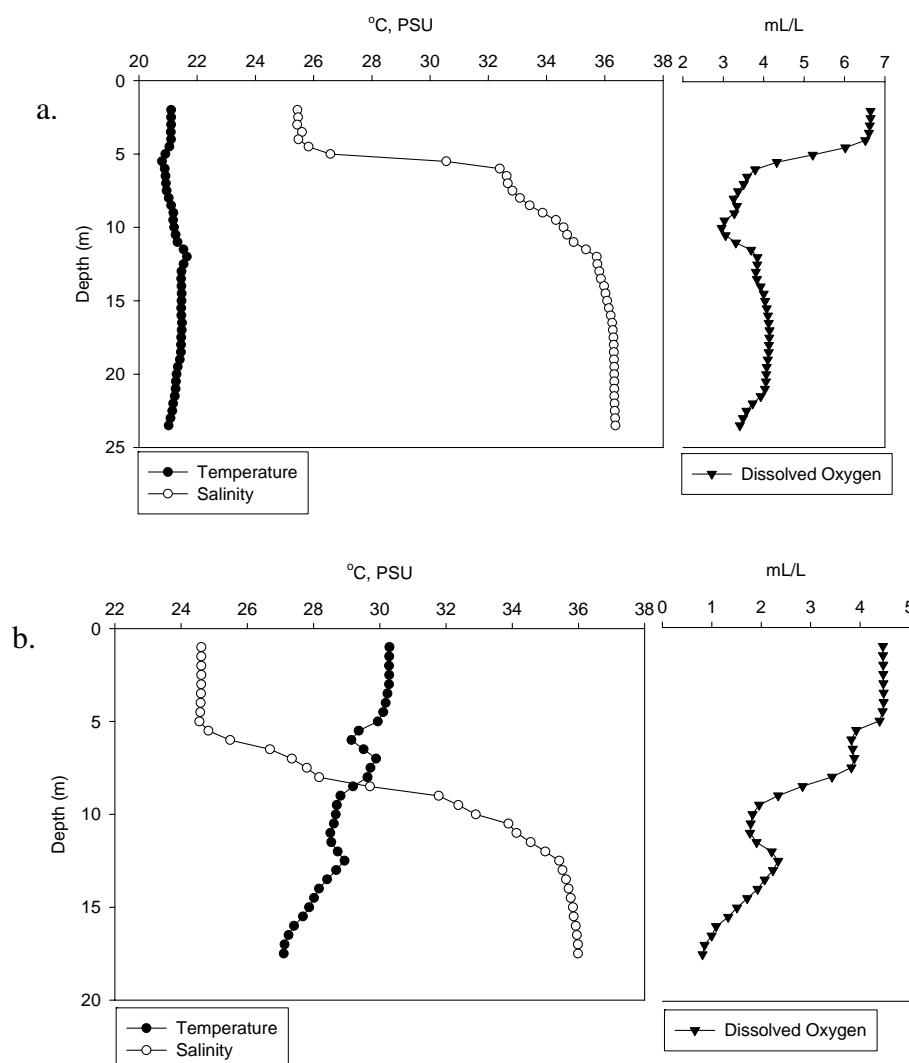 °C, PSU mL/L
20 22 24 26 28 30 32 34 36 38 2 3 4 5 6 7
a.
0
5
10
15
20
25
Depth (m)
Temperature
Salinity
Dissolved Oxygen
°C, PSU mL/L
22 24 26 28 30 32 34 36 38 0 1 2 3 4 5
b.
0
5
10
15
20
Depth (m)
Temperature
Salinity
Dissolved Oxygen